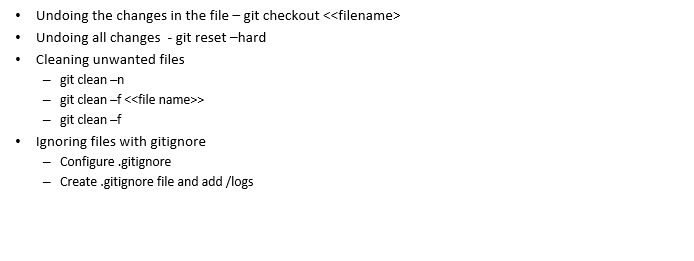 • Undoing the changes in the file – git checkout <<filename>
• Undoing all changes  - git reset –hard
• Cleaning unwanted files
– git clean –n
– git clean –f <<file name>>
– git clean –f
• Ignoring files with gitignore
– Configure .gitignore
– Create .gitignore file and add /logs